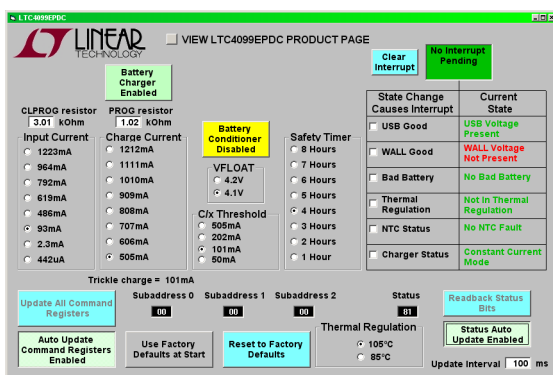 LTC4099EPDC
LINEAR
TECHNOLOGY
VIEW LTC4099EPDC PRODUCT PAGE
Clear
Interrupt
No Interrupt
Pending
Battery
Charger
Enabled
CLPROG resistor
3.01 kOhm
PROG resistor
1.02 kOhm
Input Current
1223mA
964mA
792mA
619mA
486mA
93mA
2.3mA
442uA
Charge Current
1212mA
1111mA
1010mA
909mA
808mA
707mA
606mA
505mA
Trickle charge = 101mA
Battery
Conditioner
Disabled
VFLOAT
4.2V
4.1V
C/x Threshold
505mA
202mA
101mA
50mA
Safety Timer
8 Hours
7 Hours
6 Hours
5 Hours
4 Hours
3 Hours
2 Hours
1 Hour
State Change
Causes Interrupt
Current
State
USB Good
USB Voltage
Present
WALL Good
WALL Voltage
Not Present
Bad Battery
No Bad Battery
Thermal
Regulation
Not in Thermal
Regulation
NTC Status
No NTC Fault
Charger Status
Constant Current
Mode
Update All Command
Registers
Subaddress 0
00
Subaddress 1
00
Subaddress 2
00
Status
81
Readback Status
Bits
Auto Update
Command Registers
Enabled
Use Factory
Defaults at Start
Reset to Factory
Defaults
Thermal Regulation
105°C
85°C
Status Auto
Update Enabled
Update Interval 100 ms